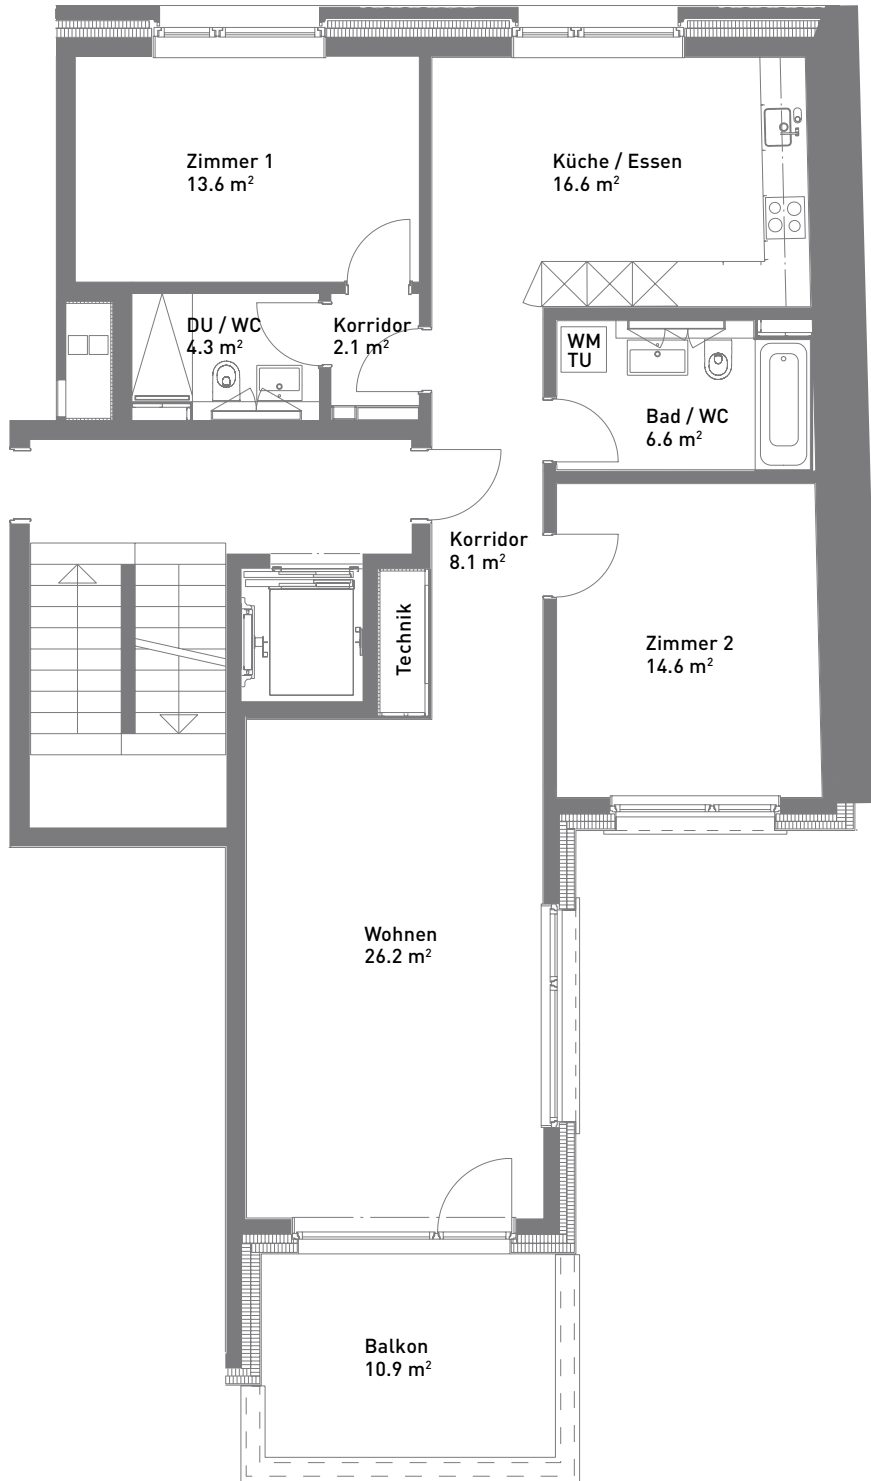 Zimmer 1
13.6 m²
Küche / Essen
16.6 m²
DU / WC
4.3 m²
Korridor
2.1 m²
WM
TU
Bad / WC
6.6 m²
Korridor
8.1 m²
Technik
Zimmer 2
14.6 m²
Wohnen
26.2 m²
Balkon
10.9 m²